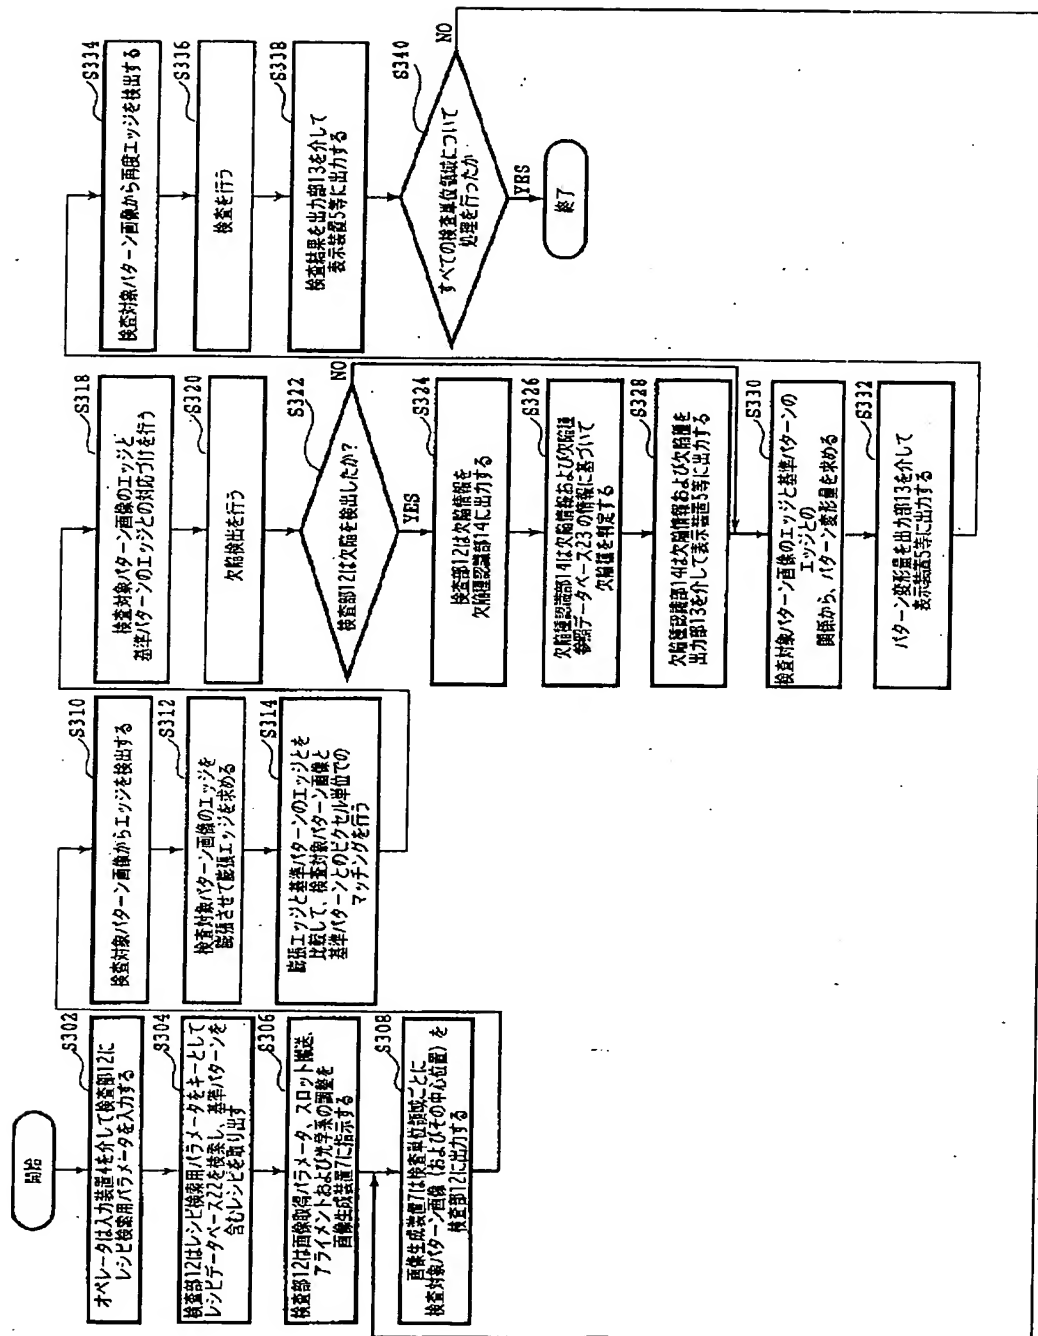 開始
S302
オペレータは入力装置4を介して検査部12に
レシピ検索用パラメータを入力する
S304
検査部12はレシピ検索用パラメータをキーとして
レシピデータベース22を検索し、基準パターンを
含むレシピを取り出す
S306
検査部12は画像取得パラメータ、スロット搬送、
アライメントおよび光学系の調整を
画像生成装置7に指示する
S308
画像生成装置7は検査単位領域ごとに
検査対象パターン画像（およびその中心位置）を
検査部12に出力する
S310
検査対象パターン画像からエッジを検出する
S312
検査対象パターン画像のエッジを
膨張させて膨張エッジを求める
S314
膨張エッジと基準パターンのエッジとを
比較して、検査対象パターン画像と
基準パターンとのピクセル単位での
マッチングを行う
S318
検査対象パターン画像のエッジと
基準パターンのエッジとの対応づけを行う
S320
欠陥検出を行う
S322
検査部12は欠陥を検出したか?
NO
YES
S324
検査部12は欠陥情報を
欠陥種認識部14に出力する
S326
欠陥種認識部14は欠陥情報および欠陥種
参照データベース23の情報に基づいて
欠陥種を判定する
S328
欠陥種認識部14は欠陥情報および欠陥種を
出力部13を介して表示装置5等に出力する
S330
検査対象パターン画像のエッジと基準パターンの
エッジとの
関係から、パターン変形量を求める
S332
パターン変形量を出力部13を介して
表示装置5等に出力する
S334
検査対象パターン画像から再度エッジを検出する
S336
検査を行う
S338
検査結果を出力部13を介して
表示装置5等に出力する
S340
すべての検査単位領域について
処理を行ったか
NO
YES
終了